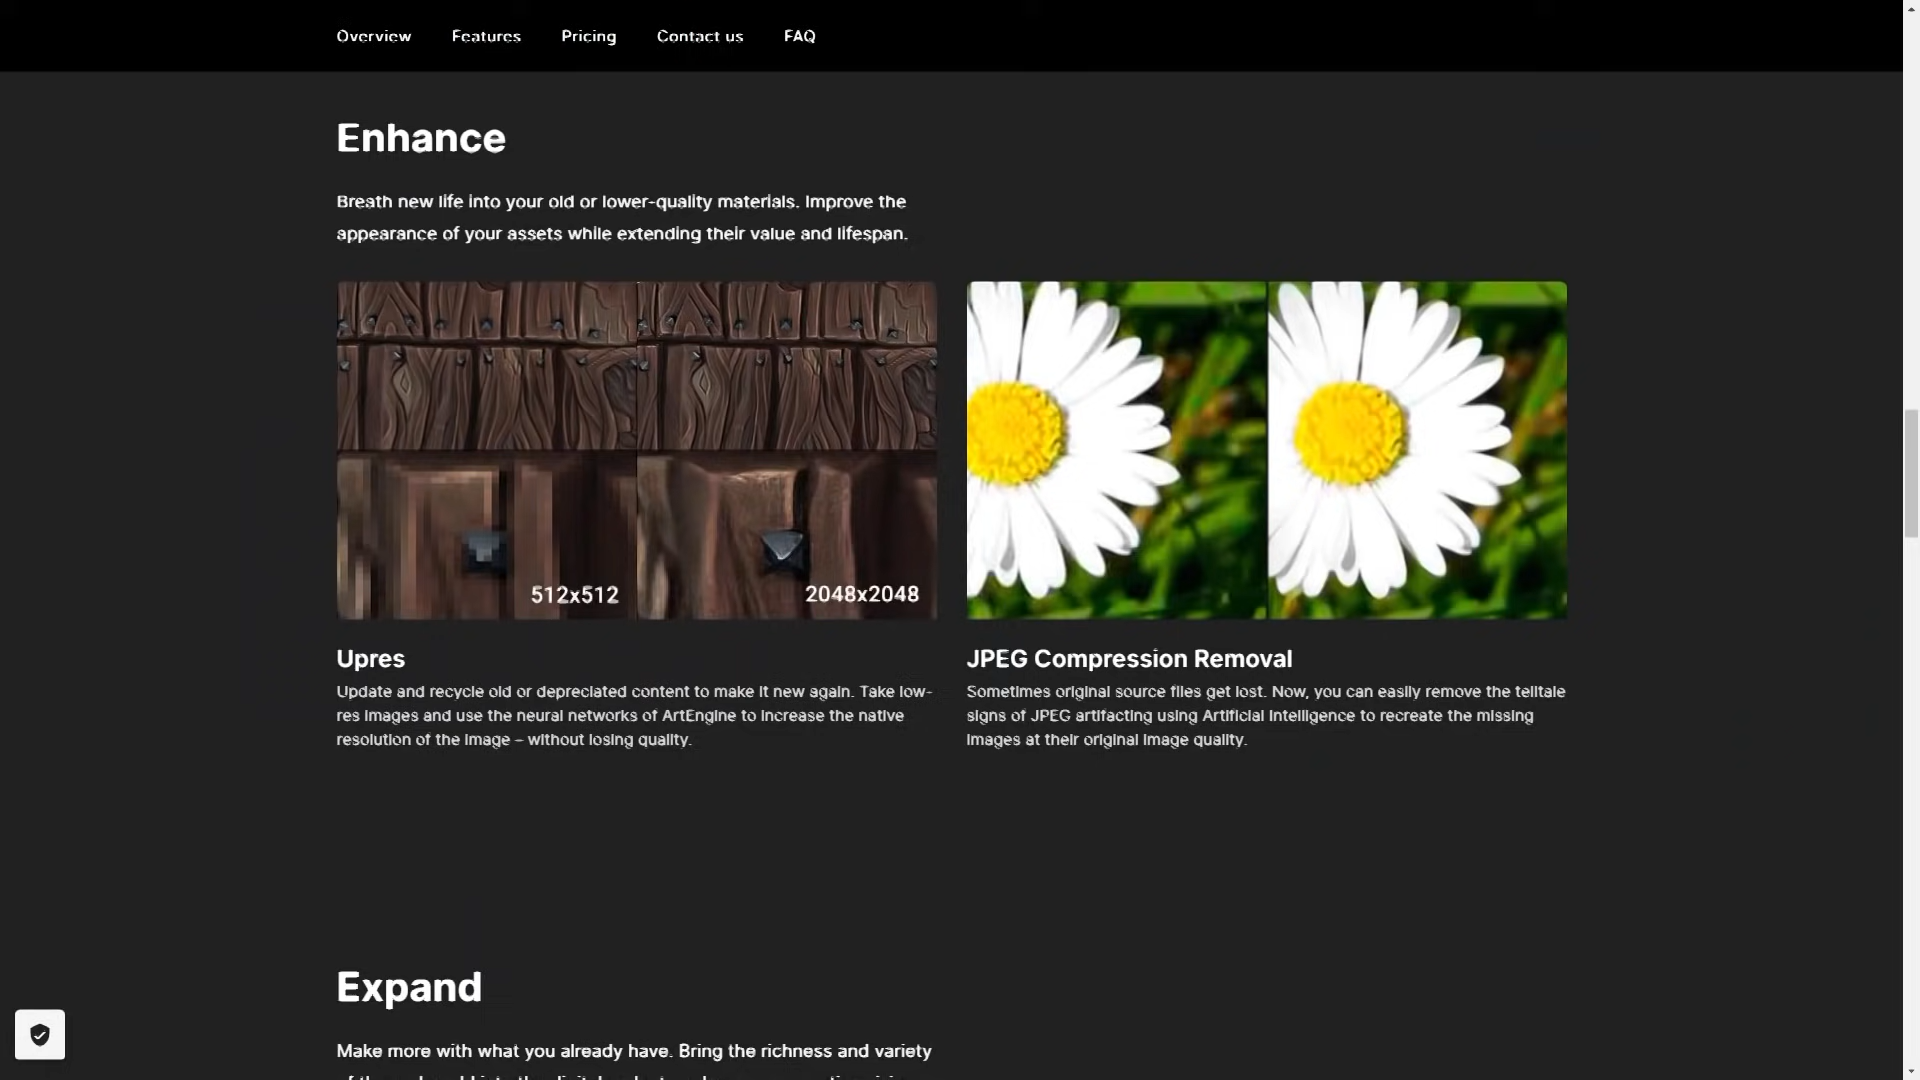 Overview Features Pricing Contact us FAQ
Enhance
Breath new life into your old or lower-quality materials. Improve the
appearance of your assets while extending their value and lifespan.
512x512
2048x2048
Upres
Update and recycle old or depreciated content to make it new again. Take low-
res images and use the neural networks of ArtEngine to increase the native
resolution of the image – without losing quality.
JPEG Compression Removal
Sometimes original source files get lost. Now, you can easily remove the telltale
signs of JPEG artifacting using Artificial Intelligence to recreate the missing
images at their original image quality.
Expand
Make more with what you already have. Bring the richness and variety